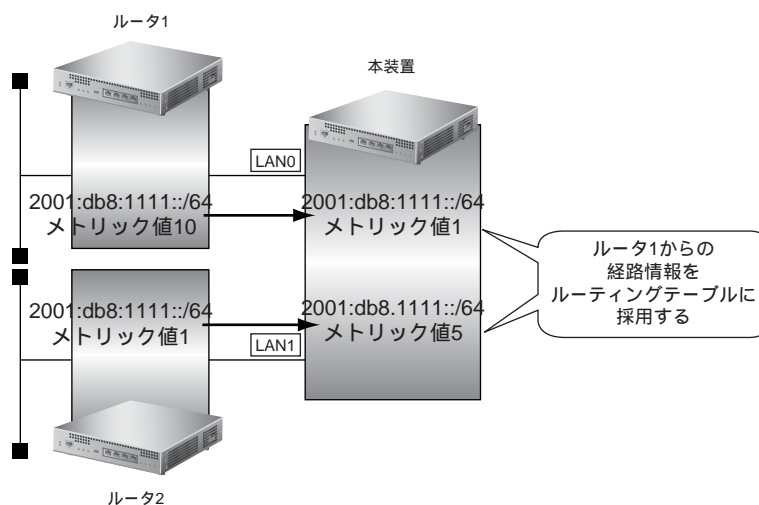 ルータ1
本装置
LAN0
2001:db8:1111::/64
メトリック値10
2001:db8:1111::/64
メトリック値1
ルータ1からの
経路情報を
ルーティングテーブルに
採用する
2001:db8:1111::/64
メトリック値1
2001:db8.1111::/64
メトリック値5
LAN1
ルータ2